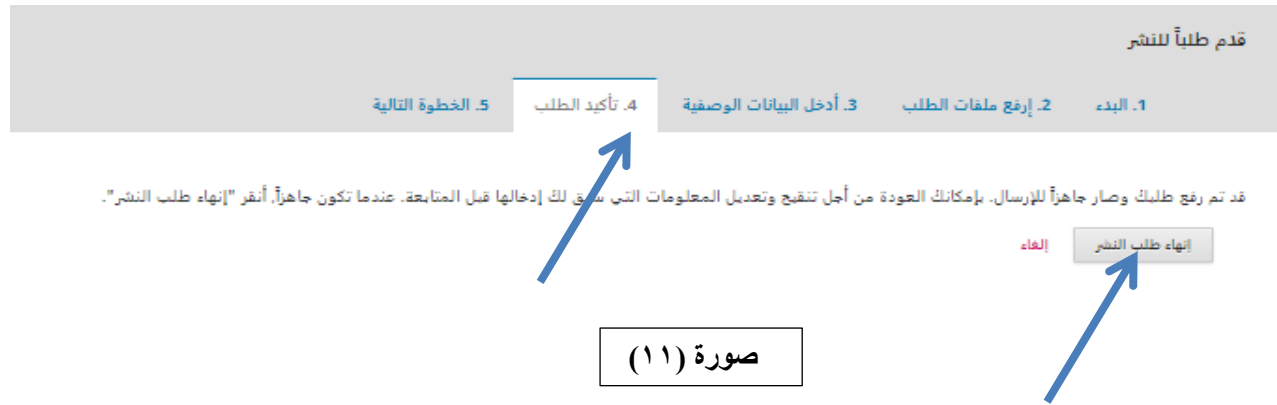 قدم طلباً للنشر
1. البدء 2. إرفع ملفات الطلب 3. أدخل البيانات الوصفية 4. تأكيد الطلب 5. الخطوة التالية
قد تم رفع طلبك وصار جاهزاً للإرسال. بإمكانك العودة من أجل تنقيح وتعديل المعلومات التي سبق لك إدخالها قبل المتابعة. عندما تكون جاهزاً, أنقر "إنهاء طلب النشر".
إنهاء طلب النشر إلغاء
صورة (١١)